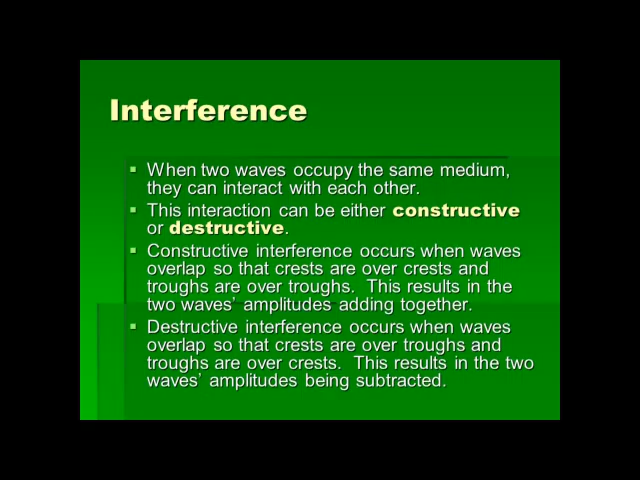 Interference
When two waves occupy the same medium,
they can interact with each other.
This interaction can be either constructive
or destructive.
Constructive interference occurs when waves
overlap so that crests are over crests and
troughs are over troughs.  This results in the
two waves’ amplitudes adding together.
Destructive interference occurs when waves
overlap so that crests are over troughs and
troughs are over crests.  This results in the two
waves’ amplitudes being subtracted.